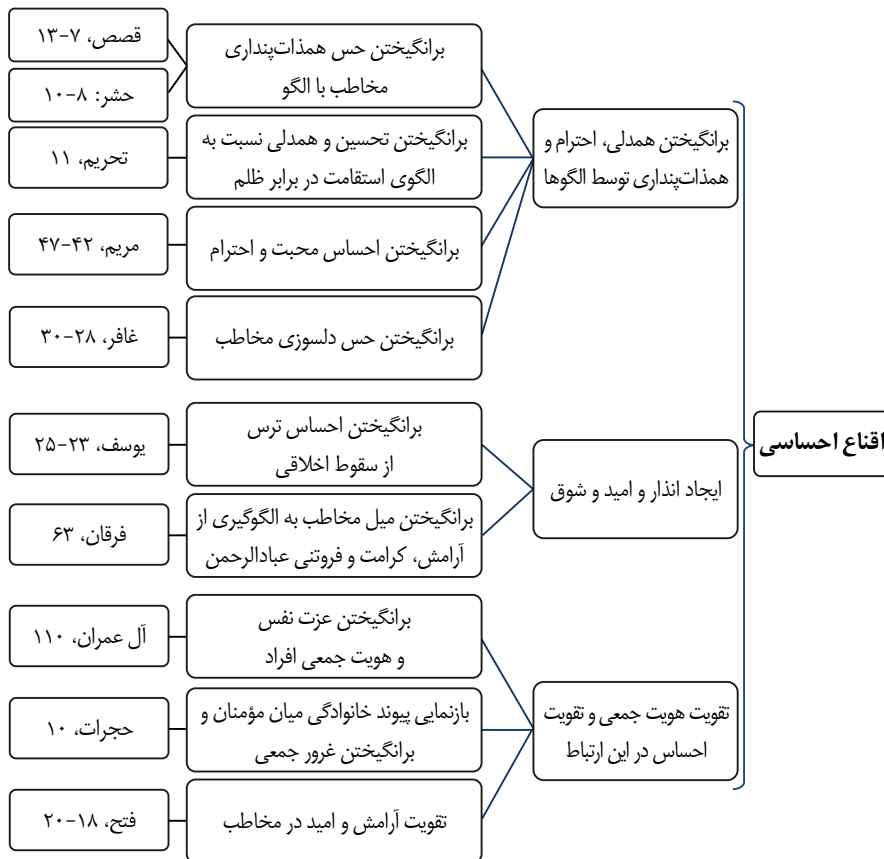 اقناع احساسی
برانگیختن همدلی، احترام و
همذات‌پنداری توسط الگوها
برانگیختن حس همذات‌پنداری
مخاطب با الگو
قصص، ۷-۱۳
حشر: ۸-۱۰
برانگیختن تحسین و همدلی نسبت به
الگوی استقامت در برابر ظلم
تحریم، ۱۱
برانگیختن احساس محبت و احترام
مریم، ۴۲-۴۷
برانگیختن حس دلسوزی مخاطب
غافر، ۲۸-۳۰
ایجاد انذار و امید و شوق
برانگیختن احساس ترس
از سقوط اخلاقی
یوسف، ۲۳-۲۵
برانگیختن میل مخاطب به الگوگیری از
آرامش، کرامت و فروتنی عبادالرحمن
فرقان، ۶۳
تقویت هویت جمعی و تقویت
احساس در این ارتباط
برانگیختن عزت نفس
و هویت جمعی افراد
آل عمران، ۱۱۰
بازنمایی پیوند خانوادگی میان مؤمنان و
برانگیختن غرور جمعی
حجرات، ۱۰
تقویت آرامش و امید در مخاطب
فتح، ۱۸-۲۰